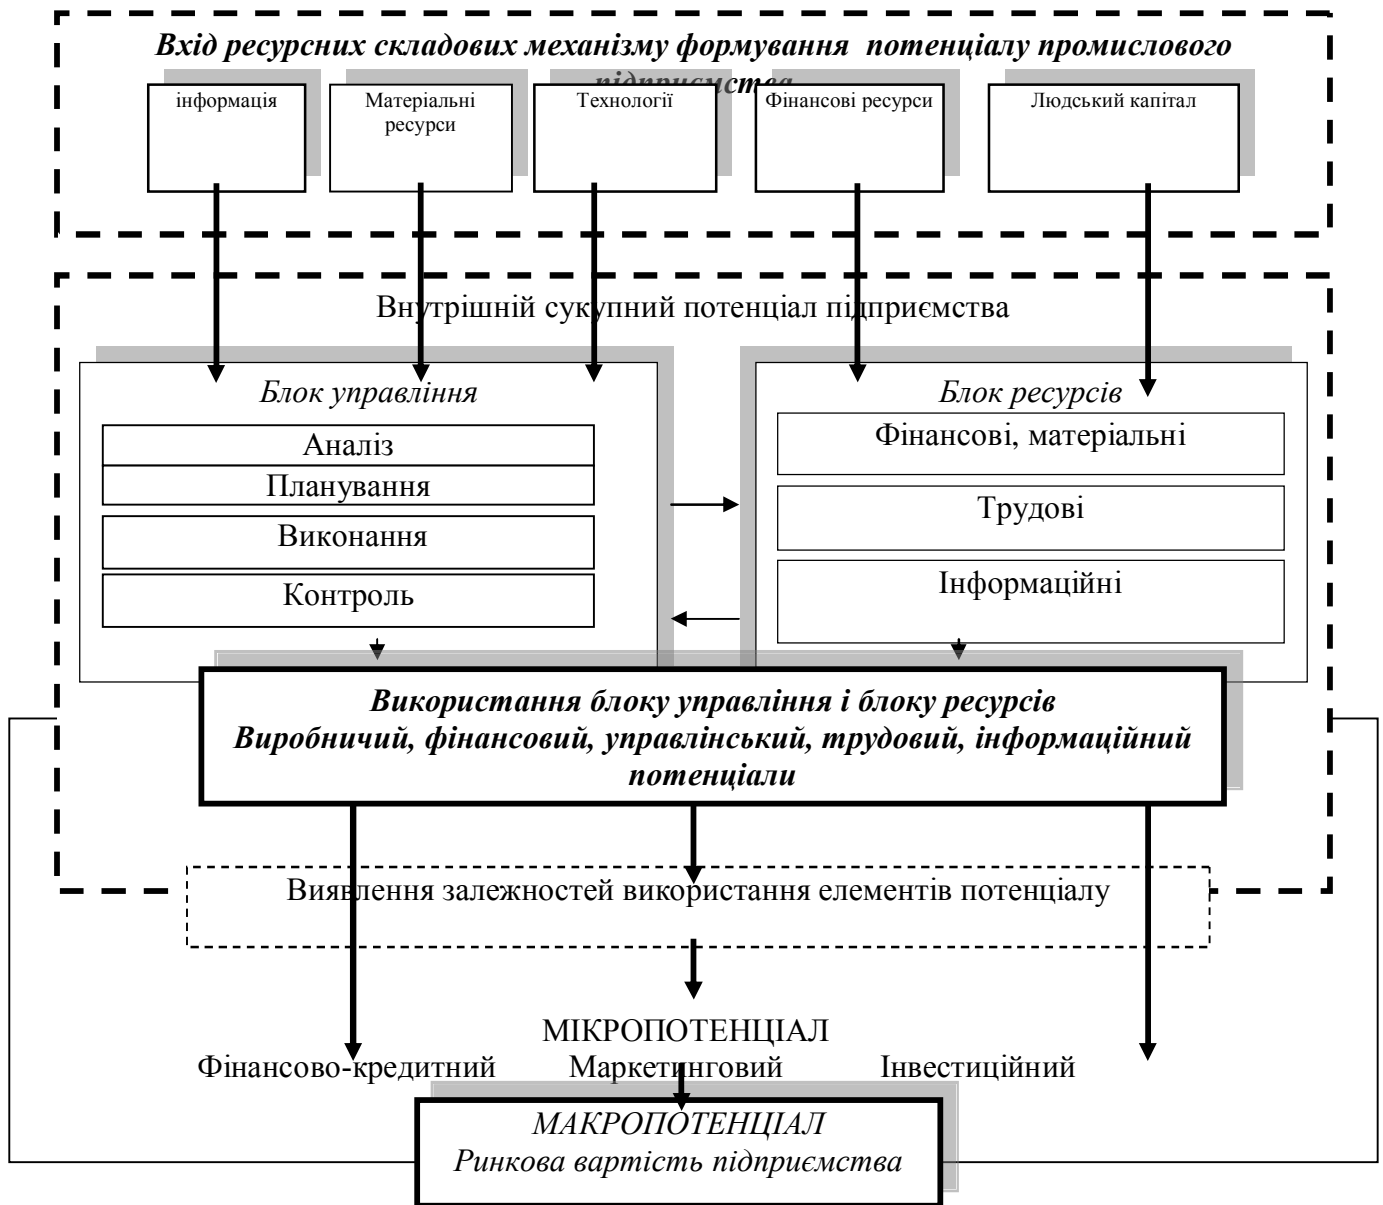 Вхід ресурсних складових механізму формування потенціалу промислового
підприємства
інформація
Матеріальні
ресурси
Технології
Фінансові ресурси
Людський капітал
Внутрішній сукупний потенціал підприємства
Блок управління
Аналіз
Планування
Виконання
Контроль
Блок ресурсів
Фінансові, матеріальні
Трудові
Інформаційні
Використання блоку управління і блоку ресурсів
Виробничий, фінансовий, управлінський, трудовий, інформаційний
потенціали
Виявлення залежностей використання елементів потенціалу
МІКРОПОТЕНЦІАЛ
Фінансово-кредитний Маркетинговий Інвестиційний
МАКРОПОТЕНЦІАЛ
Ринкова вартість підприємства